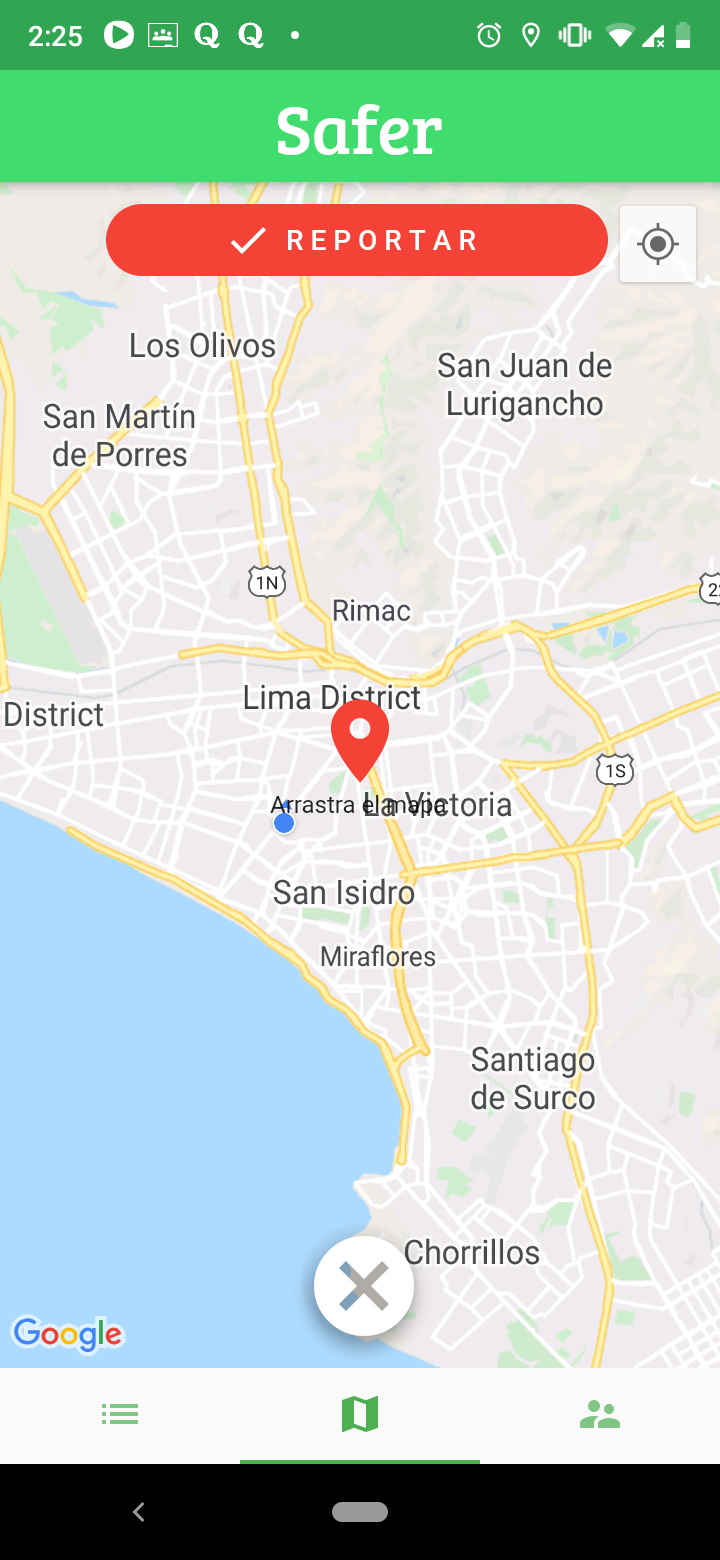 2:25
Safer
REPORTAR
Los Olivos
San Juan de
Lurigancho
San Martín
de Porres
1N
2
Rimac
Lima District
District
1S
Arrastra el mapa
La Victoria
San Isidro
Miraflores
Santiago
de Surco
Chorrillos
Google